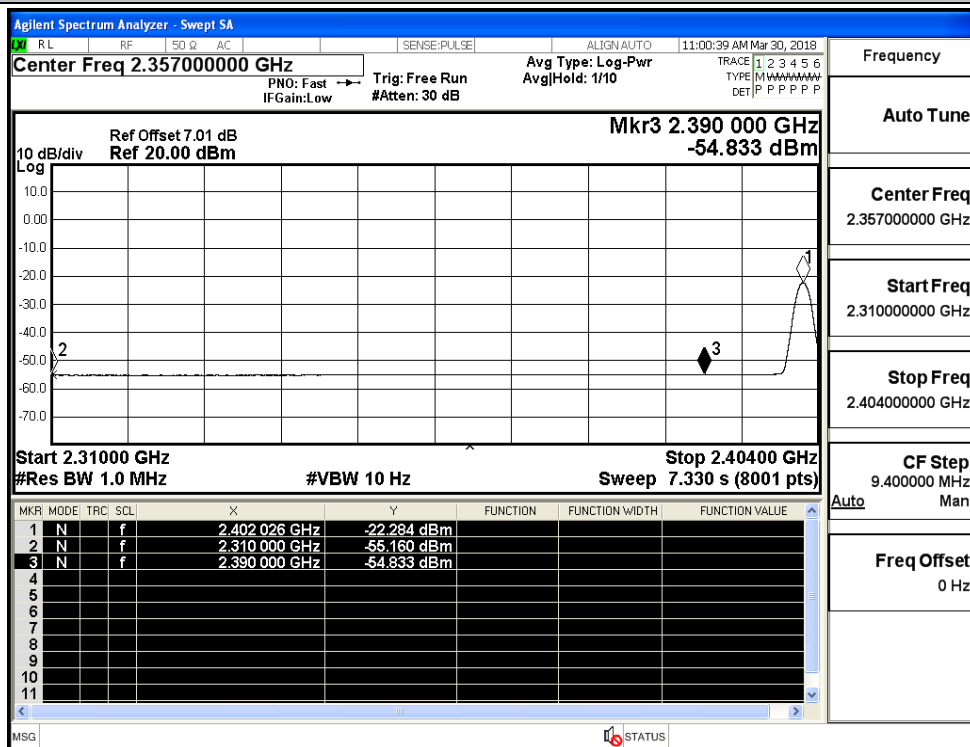 Agilent Spectrum Analyzer - Swept SA
LXI RL RF 50 Ω AC SENSE:PULSE ALIGN AUTO 11:00:39 AM Mar 30, 2018
Center Freq 2.357000000 GHz
PNO: Fast
IFGain:Low
Trig: Free Run
#Atten: 30 dB
Avg Type: Log-Pwr
Avg|Hold: 1/10
TRACE 1 2 3 4 5 6
TYPE M W W W W W
DET P P P P P P
Ref Offset 7.01 dB
Mkr3 2.390 000 GHz
10 dB/div Ref 20.00 dBm -54.833 dBm
Log
10.0
0.00
-10.0
-20.0
-30.0
-40.0
-50.0
-60.0
-70.0
1
2
3
Start 2.31000 GHz Stop 2.40400 GHz
#Res BW 1.0 MHz #VBW 10 Hz Sweep 7.330 s (8001 pts)
MKR MODE TRC SCL X Y FUNCTION FUNCTION WIDTH FUNCTION VALUE
1 N f 2.402 026 GHz -22.284 dBm
2 N f 2.310 000 GHz -55.160 dBm
3 N f 2.390 000 GHz -54.833 dBm
4
5
6
7
8
9
10
11
MSG STATUS
Frequency
Auto Tune
Center Freq
2.357000000 GHz
Start Freq
2.310000000 GHz
Stop Freq
2.404000000 GHz
CF Step
9.400000 MHz
Auto Man
Freq Offset
0 Hz